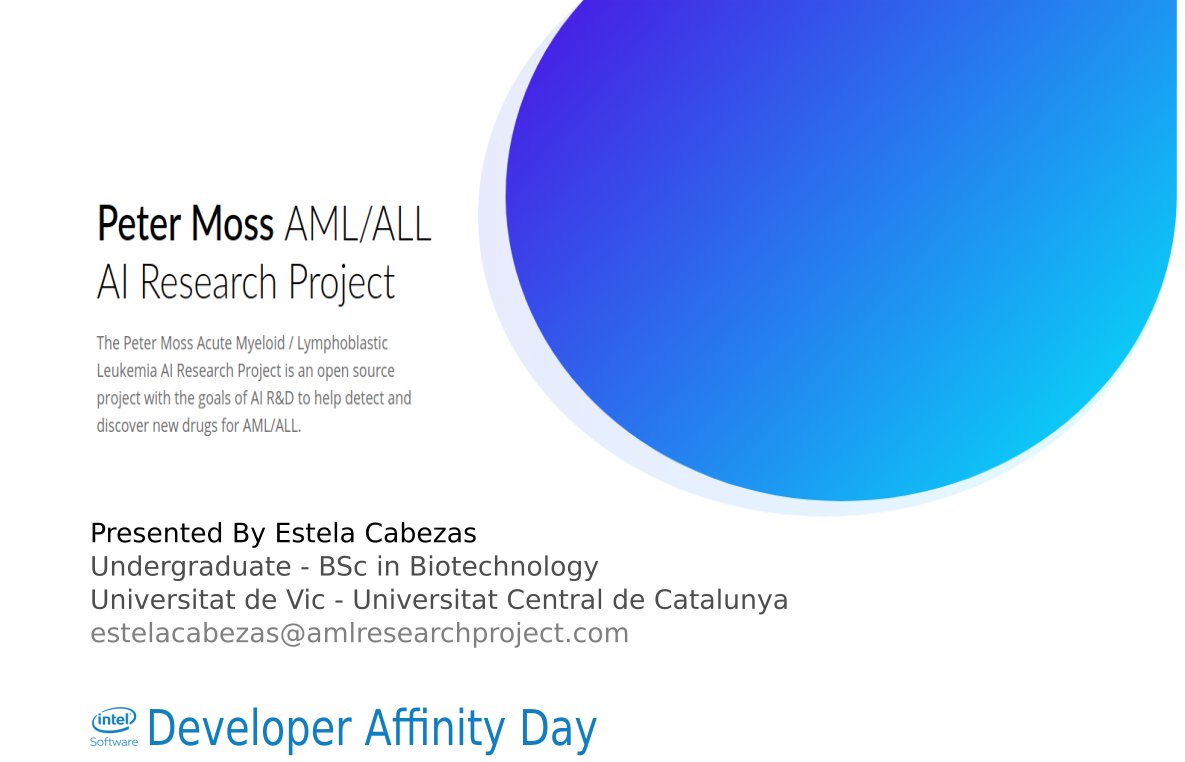 Peter Moss AML/ALL
AI Research Project
The Peter Moss Acute Myeloid / Lymphoblastic
Leukemia AI Research Project is an open source
project with the goals of AI R&D to help detect and
discover new drugs for AML/ALL.
Presented By Estela Cabezas
Undergraduate - BSc in Biotechnology
Universitat de Vic - Universitat Central de Catalunya
estelacabezas@amlresearchproject.com
intel
Software
Developer Affinity Day